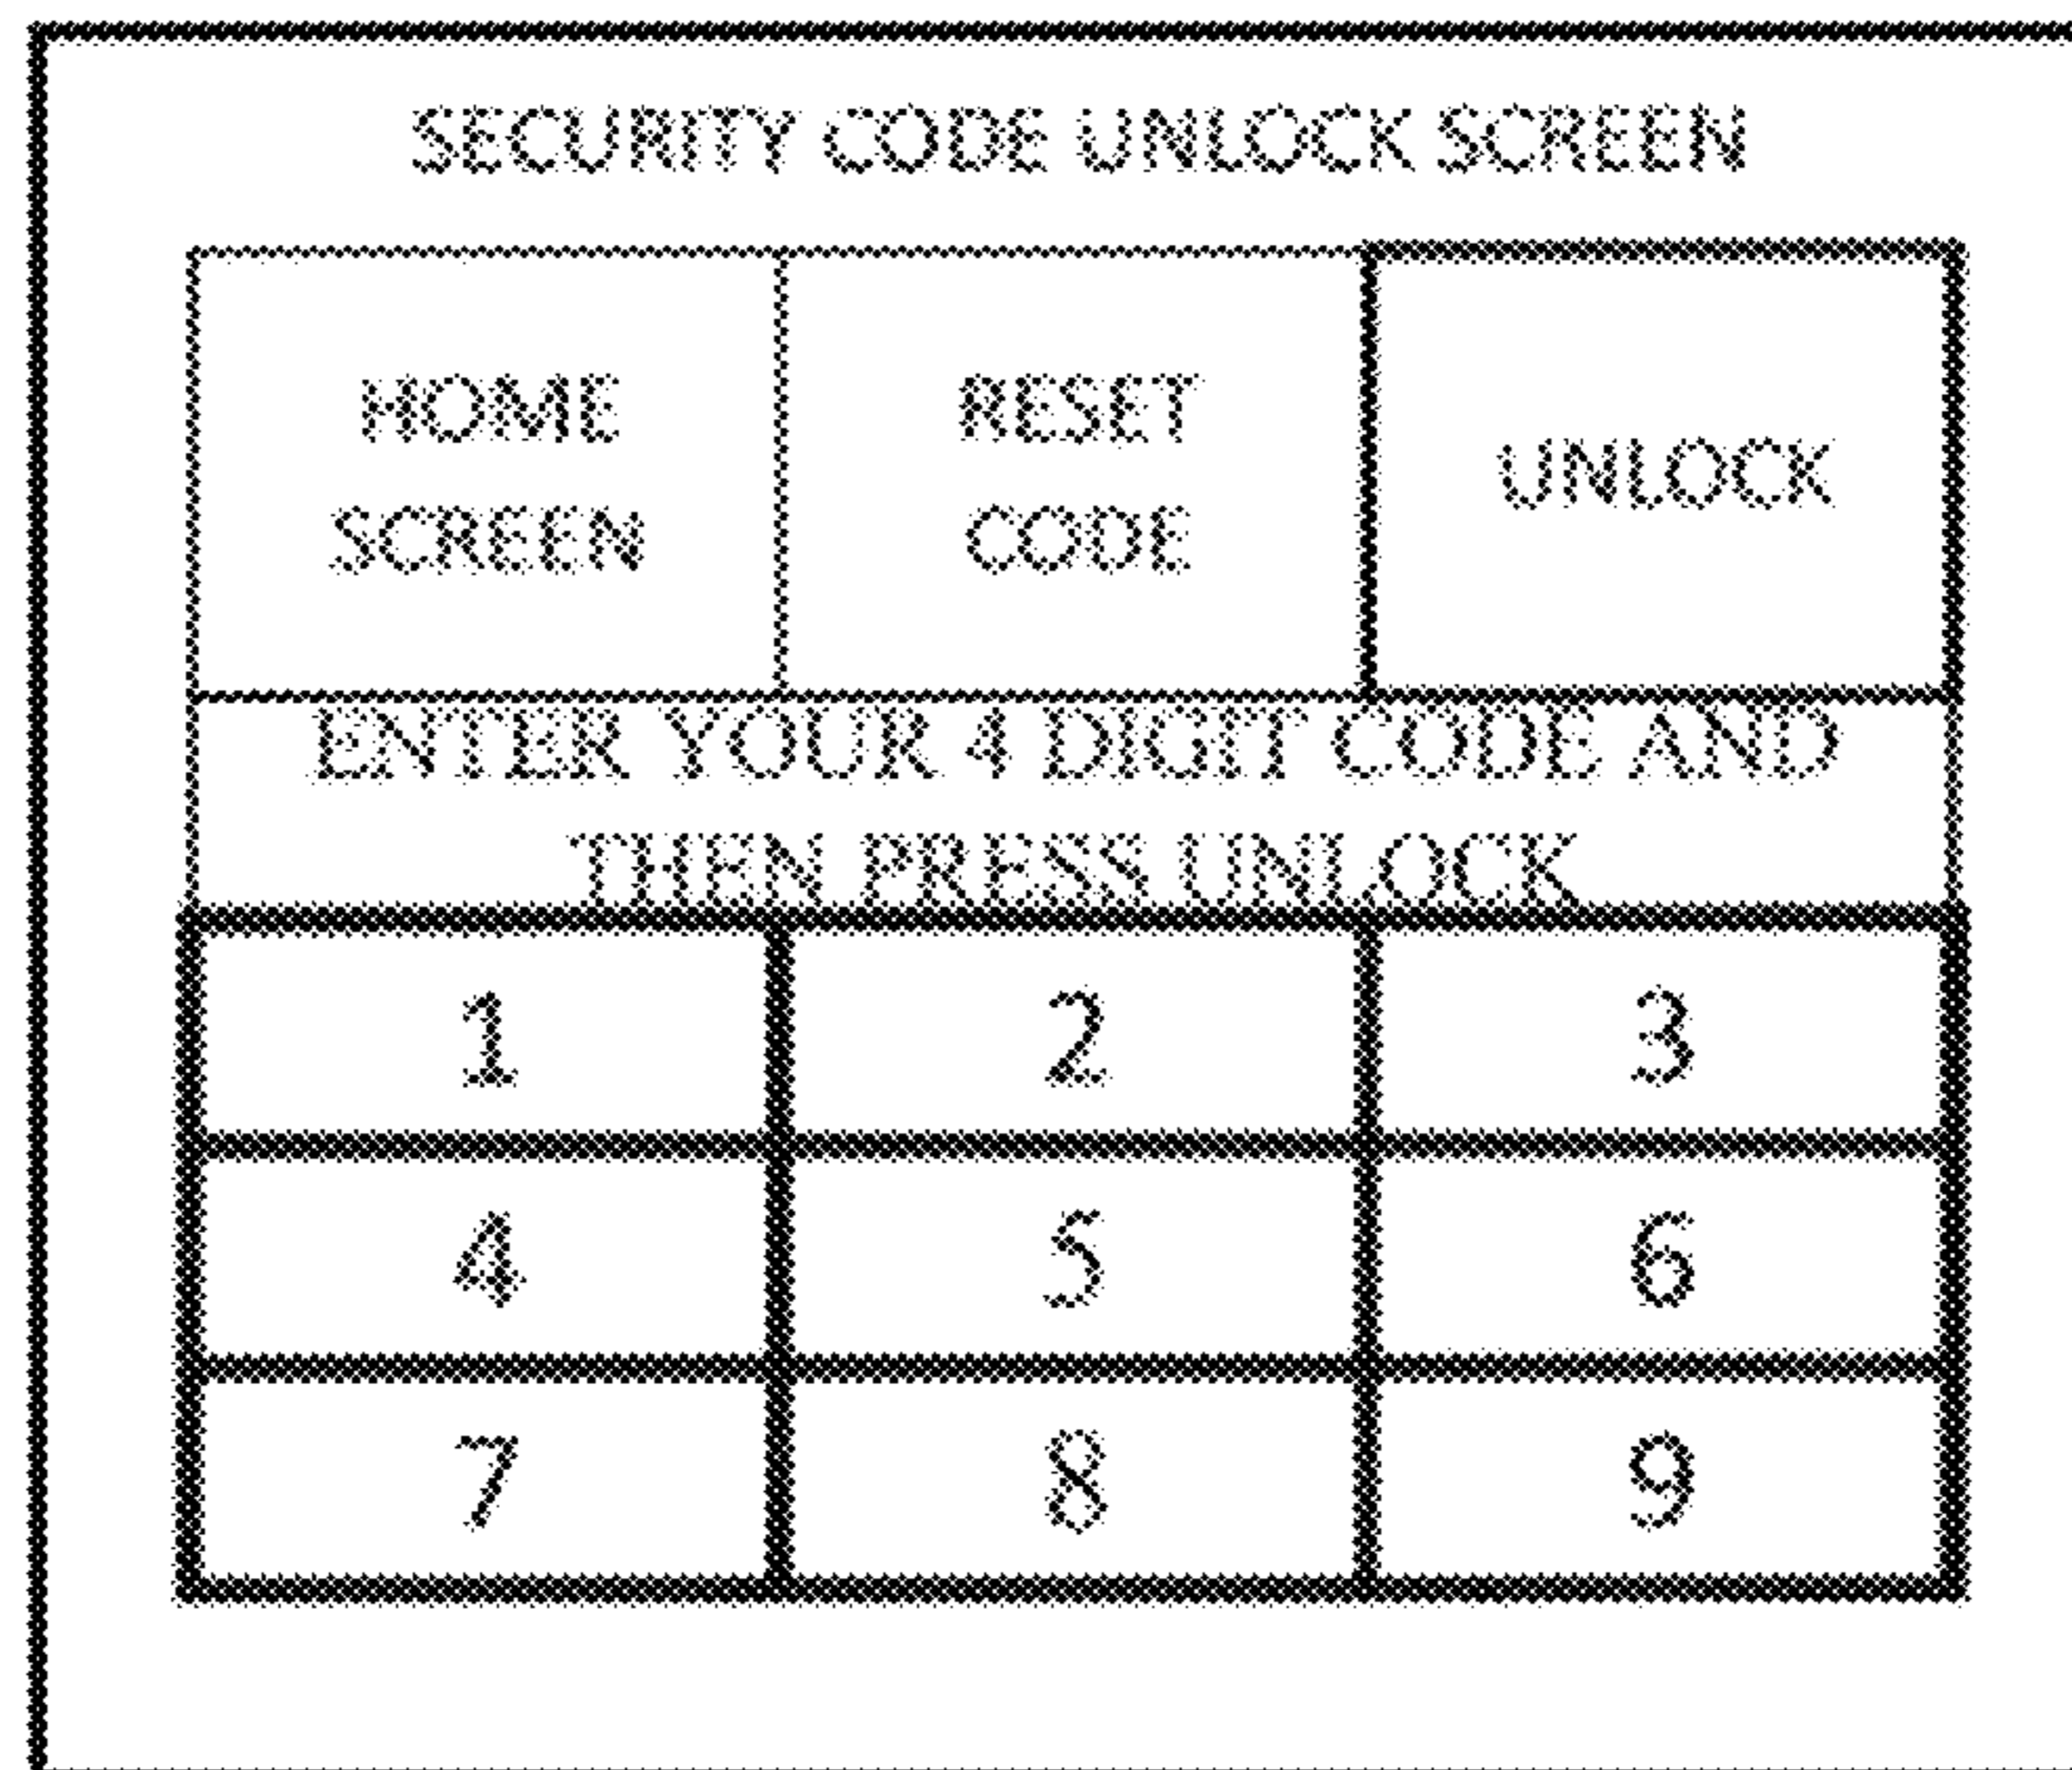 SECURITY CODE UNLOCK SCREEN
HOME
SCREEN
RESET
CODE
UNLOCK
ENTER YOUR 4 DIGIT CODE AND
THEN PRESS UNLOCK
1 2 3
4 5 6
7 8 9